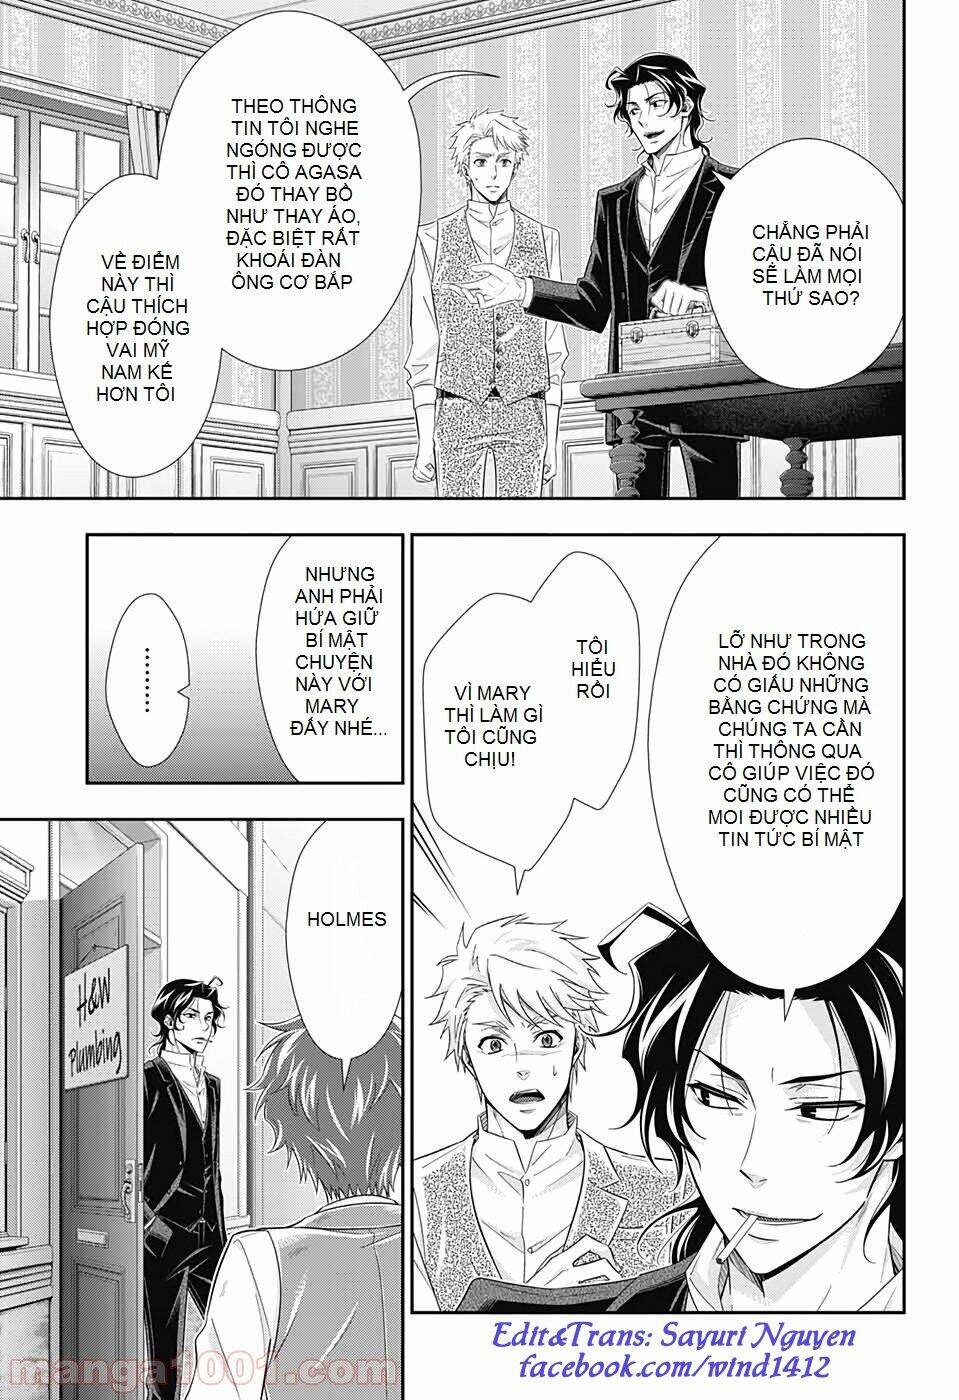 CHẲNG PHẢI
CẬU ĐÃ NÓI
SẼ LÀM MỌI
THỨ SAO?
THEO THÔNG
TIN TÔI NGHE
NGÓNG ĐƯỢC
THÌ CÔ AGASA
ĐÓ THAY BỒ
NHƯ THAY ÁO,
ĐẶC BIỆT RẤT
KHOÁI ĐÀN
ÔNG CƠ BẮP
VỀ ĐIỂM
NÀY THÌ
CẬU THÍCH
HỢP ĐÓNG
VAI MỸ
NAM KẾ
HƠN TÔI
LỠ NHƯ TRONG
NHÀ ĐÓ KHÔNG
CÓ GIẤU NHỮNG
BẰNG CHỨNG MÀ
CHÚNG TA CẦN
THÌ THÔNG QUA
CÔ GIÚP VIỆC ĐÓ
CŨNG CÓ THỂ
MOI ĐƯỢC NHIỀU
TIN TỨC BÍ MẬT
TÔI
HIỂU
RỒI
VÌ MARY
THÌ LÀM GÌ
TÔI CŨNG
CHỊU!
NHƯNG
ANH PHẢI
HỨA GIỮ
BÍ MẬT
CHUYỆN
NÀY VỚI
MARY
ĐẤY NHÉ...
.........
HOLMES
H&W
Plumbing
Edit&Trans: Sayuri Nguyen
facebook.com/wind1412
manga1001.com